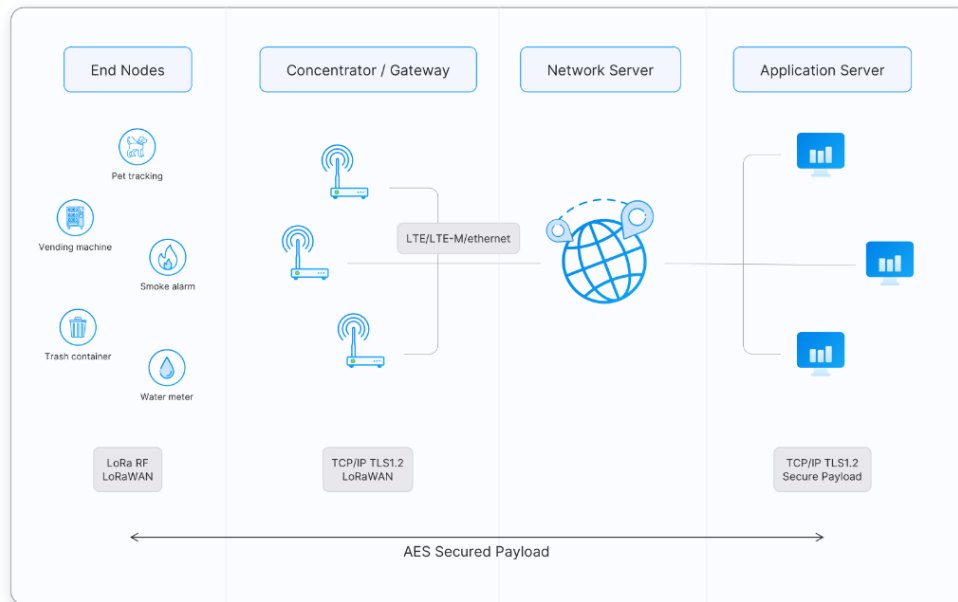 End Nodes
Concentrator / Gateway
Network Server
Application Server
Pet tracking
Vending machine
Smoke alarm
Trash container
Water meter
LTE/LTE-M/ethernet
LoRa RF
LoRaWAN
TCP/IP TLS1.2
LoRaWAN
TCP/IP TLS1.2
Secure Payload
AES Secured Payload